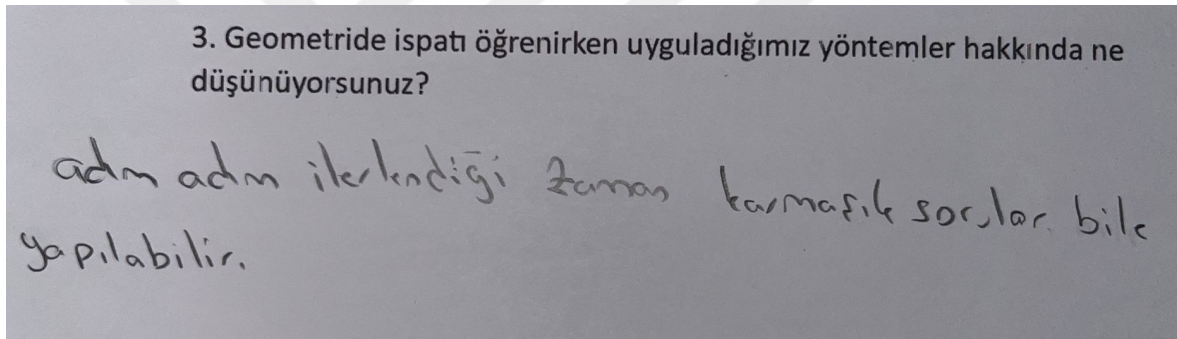 3. Geometride ispatı öğrenirken uyguladığımız yöntemler hakkında ne
düşünüyorsunuz?
adım adım ilerlendiği zaman karmaşık sorular bile
yapılabilir.